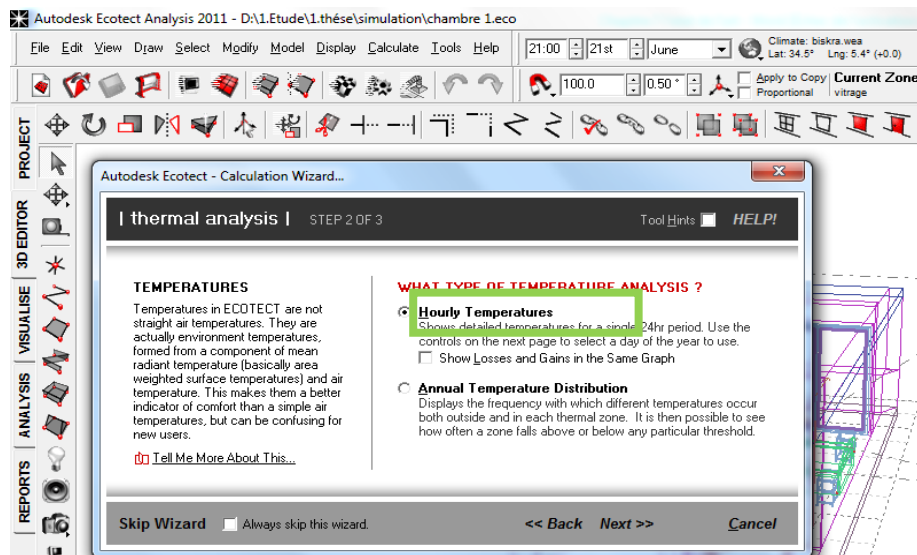 Autodesk Ecotect Analysis 2011 - D:\1.Etude\1.thése\simulation\chambre 1.eco
File Edit View Draw Select Modify Model Display Calculate Tools Help
21:00 21st June
Climate: biskra.wea
Lat: 34.5° Lng: 5.4° (+0.0)
100.0 0.50 °
Apply to Copy
Proportional
Current Zone
vitrage
PROJECT
3D EDITOR
VISUALISE
ANALYSIS
REPORTS
Autodesk Ecotect - Calculation Wizard...
| thermal analysis | STEP 2 OF 3
Tool Hints HELP!
TEMPERATURES
Temperatures in ECOTECT are not
straight air temperatures. They are
actually environment temperatures,
formed from a component of mean
radiant temperature (basically area
weighted surface temperatures) and air
temperature. This makes them a better
indicator of comfort than a simple air
temperatures, but can be confusing for
new users.
Tell Me More About This...
WHAT TYPE OF TEMPERATURE ANALYSIS ?
Hourly Temperatures
Shows detailed temperatures for a single 24hr period. Use the
controls on the next page to select a day of the year to use.
Show Losses and Gains in the Same Graph
Annual Temperature Distribution
Displays the frequency with which different temperatures occur
both outside and in each thermal zone. It is then possible to see
how often a zone falls above or below any particular threshold.
Skip Wizard Always skip this wizard.
<< Back Next >> Cancel